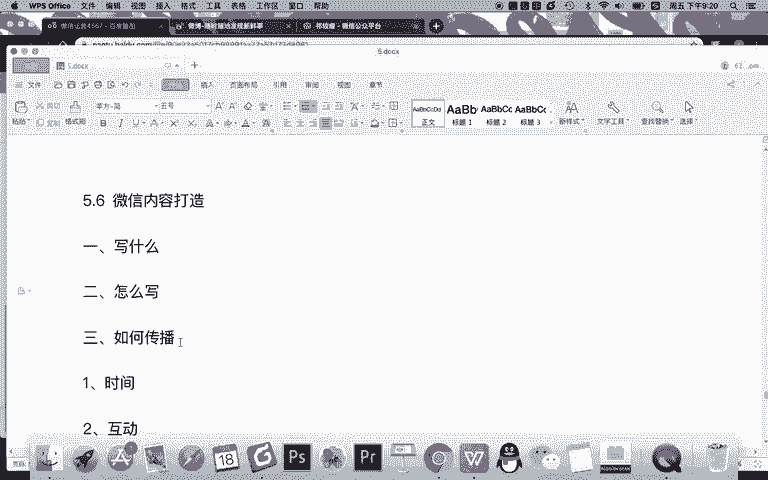 WPS Office 文件 编辑 视图 插入 格式 工具 表格 工作区 窗口 帮助 周五 下午9:20
5.docx
5.docx
文件 插入 页面布局 引用 审阅 视图 章节
粘贴 剪切 复制 格式刷 五号 AaBbCcDd 正文 AaBb 标题 1 AaBbCc 标题 2 AaBbCc 标题 3 新样式 文字工具 查找替换 选择
5.6 微信内容打造
一、写什么
二、怎么写
三、如何传播
1、时间
2、互动
18 Ps Pr